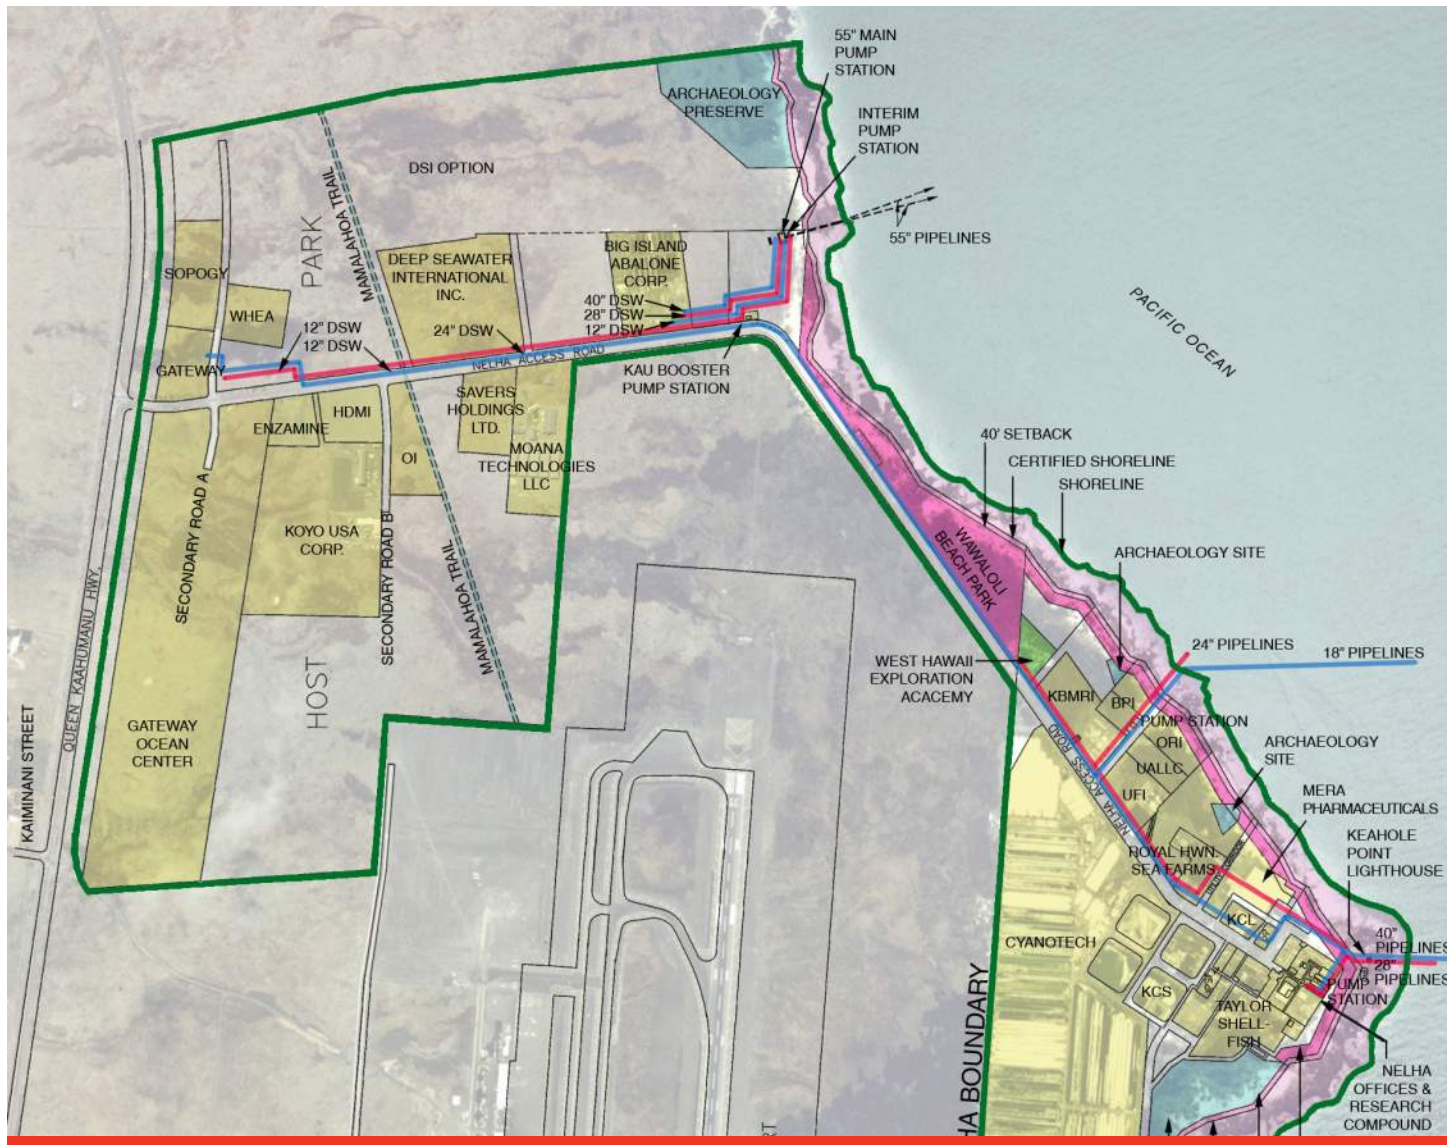 55" MAIN
PUMP
STATION
ARCHAEOLOGY
PRESERVE
INTERIM
PUMP
STATION
DSI OPTION
MAMALAHOA TRAIL
PARK
55" PIPELINES
SOPOGY
DEEP SEAWATER
INTERNATIONAL
INC.
BIG ISLAND
ABALONE
CORP.
WHEA
40" DSW
28" DSW
12" DSW
12" DSW
12" DSW
24" DSW
PACIFIC OCEAN
GATEWAY
NELHA ACCESS ROAD
KAU BOOSTER
PUMP STATION
ENZAMINE
HDMI
SAVERS
HOLDINGS
LTD.
OI
MOANA
TECHNOLOGIES
LLC
40' SETBACK
CERTIFIED SHORELINE
SHORELINE
SECONDARY ROAD A
KOYO USA
CORP.
SECONDARY ROAD B
MAMALAHOA TRAIL
QUEEN KAAHUMANU HWY.
WAWALOLI
BEACH PARK
ARCHAEOLOGY SITE
24" PIPELINES
18" PIPELINES
WEST HAWAII
EXPLORATION
ACACEMY
KBMRI
BPI
PUMP STATION
ORI
UALLC
UFI
HOST
GATEWAY
OCEAN
CENTER
KAIMINANI STREET
NELHA ACCESS ROAD
ARCHAEOLOGY
SITE
MERA
PHARMACEUTICALS
KEAHOLE
POINT
LIGHTHOUSE
ROYAL HWN.
SEA FARMS
UTILITY CORRIDOR
KCL
CYANOTECH
40"
PIPELINES
28"
PIPELINES
PUMP
STATION
KCS
TAYLOR
SHELL-
FISH
HA BOUNDARY
NELHA
OFFICES &
RESEARCH
COMPOUND
RT